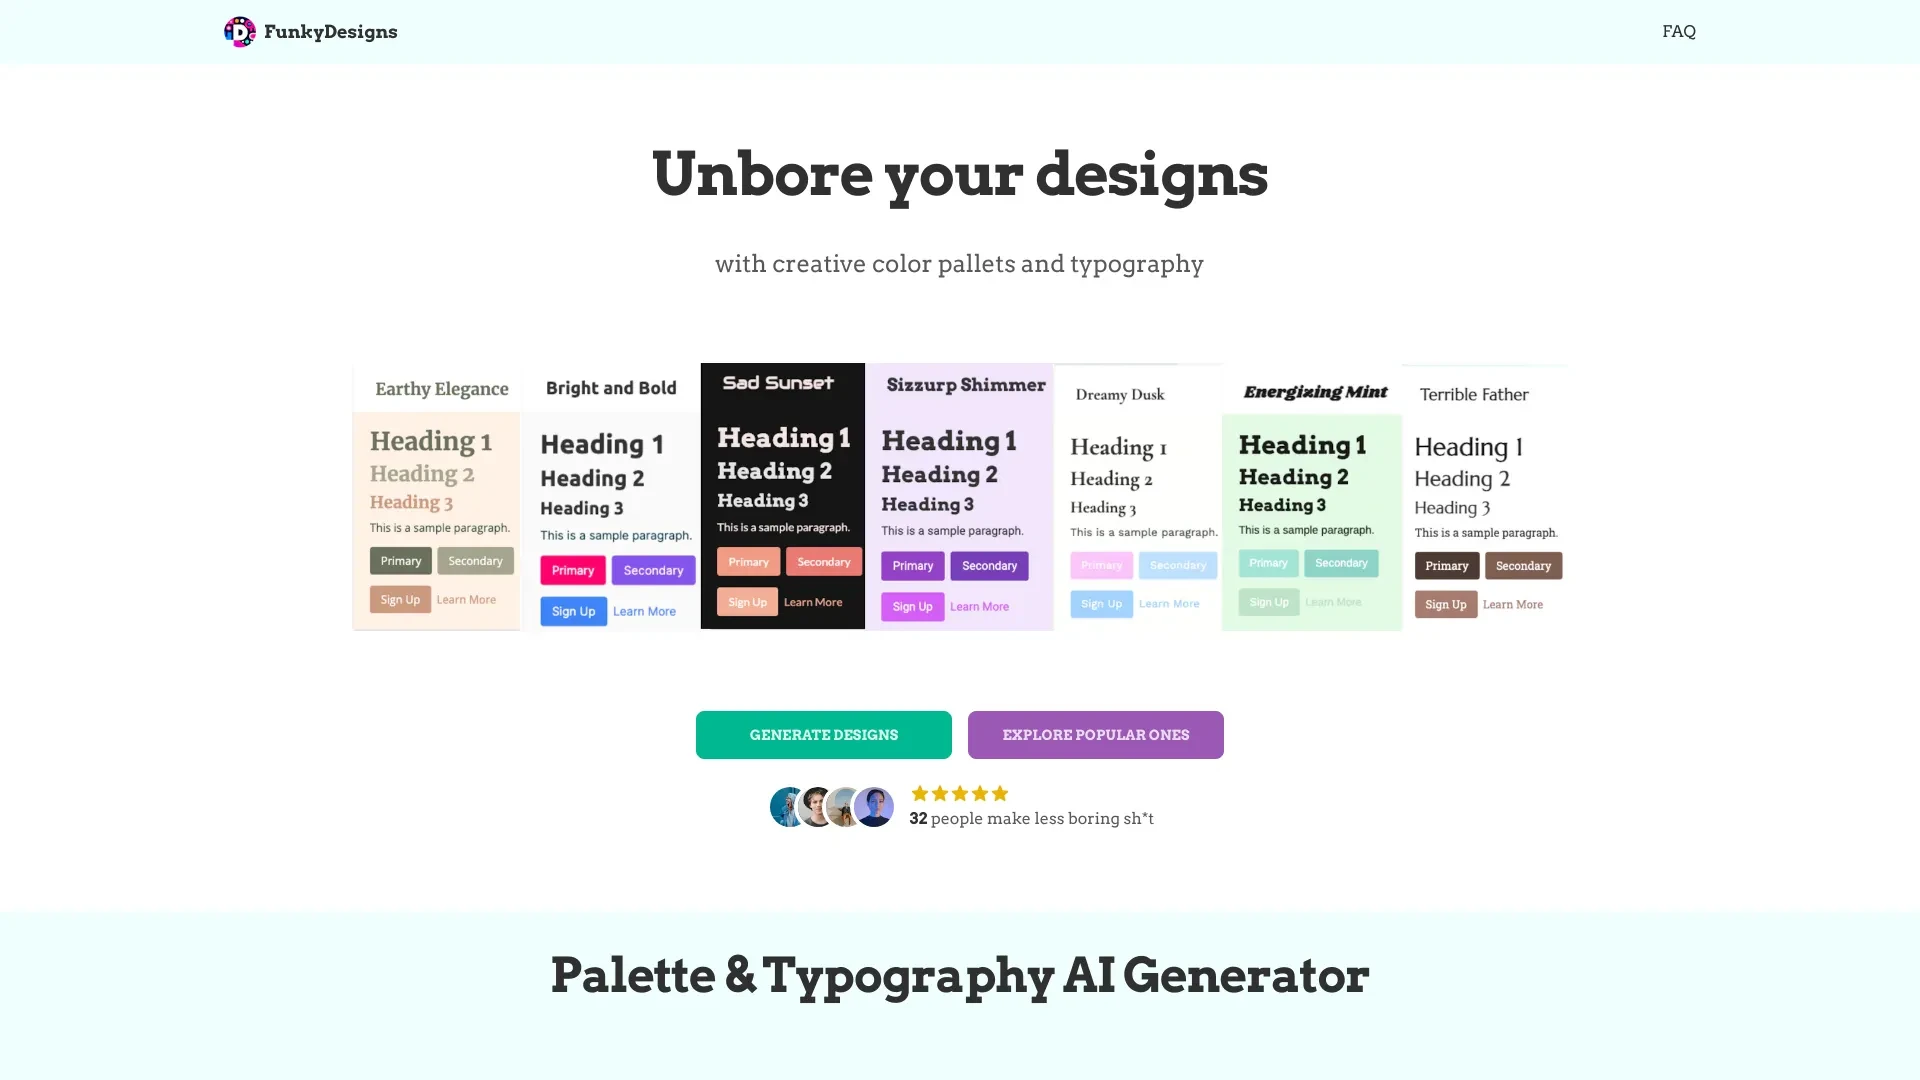 FunkyDesigns
FAQ
Unbore your designs
with creative color pallets and typography
Earthy Elegance
Heading 1
Heading 2
Heading 3
This is a sample paragraph.
Primary
Secondary
Sign Up
Learn More
Bright and Bold
Heading 1
Heading 2
Heading 3
This is a sample paragraph.
Primary
Secondary
Sign Up
Learn More
Sad Sunset
Heading 1
Heading 2
Heading 3
This is a sample paragraph.
Primary
Secondary
Sign Up
Learn More
Sizzurp Shimmer
Heading 1
Heading 2
Heading 3
This is a sample paragraph.
Primary
Secondary
Sign Up
Learn More
Dreamy Dusk
Heading 1
Heading 2
Heading 3
This is a sample paragraph.
Primary
Secondary
Sign Up
Learn More
Energizing Mint
Heading 1
Heading 2
Heading 3
This is a sample paragraph.
Primary
Secondary
Sign Up
Learn More
Terrible Father
Heading 1
Heading 2
Heading 3
This is a sample paragraph.
Primary
Secondary
Sign Up
Learn More
GENERATE DESIGNS
EXPLORE POPULAR ONES
32 people make less boring sh*t
Palette & Typography AI Generator